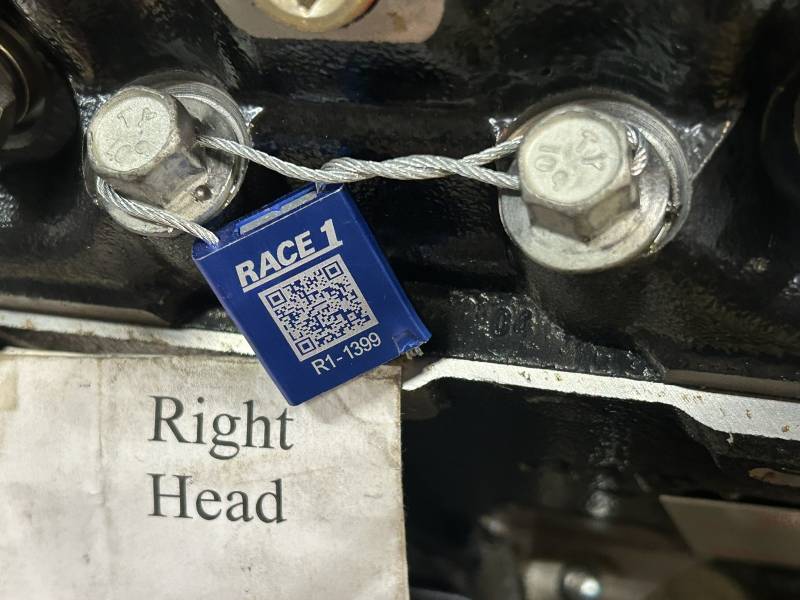 RACE 1
R1-1399
Right
Head